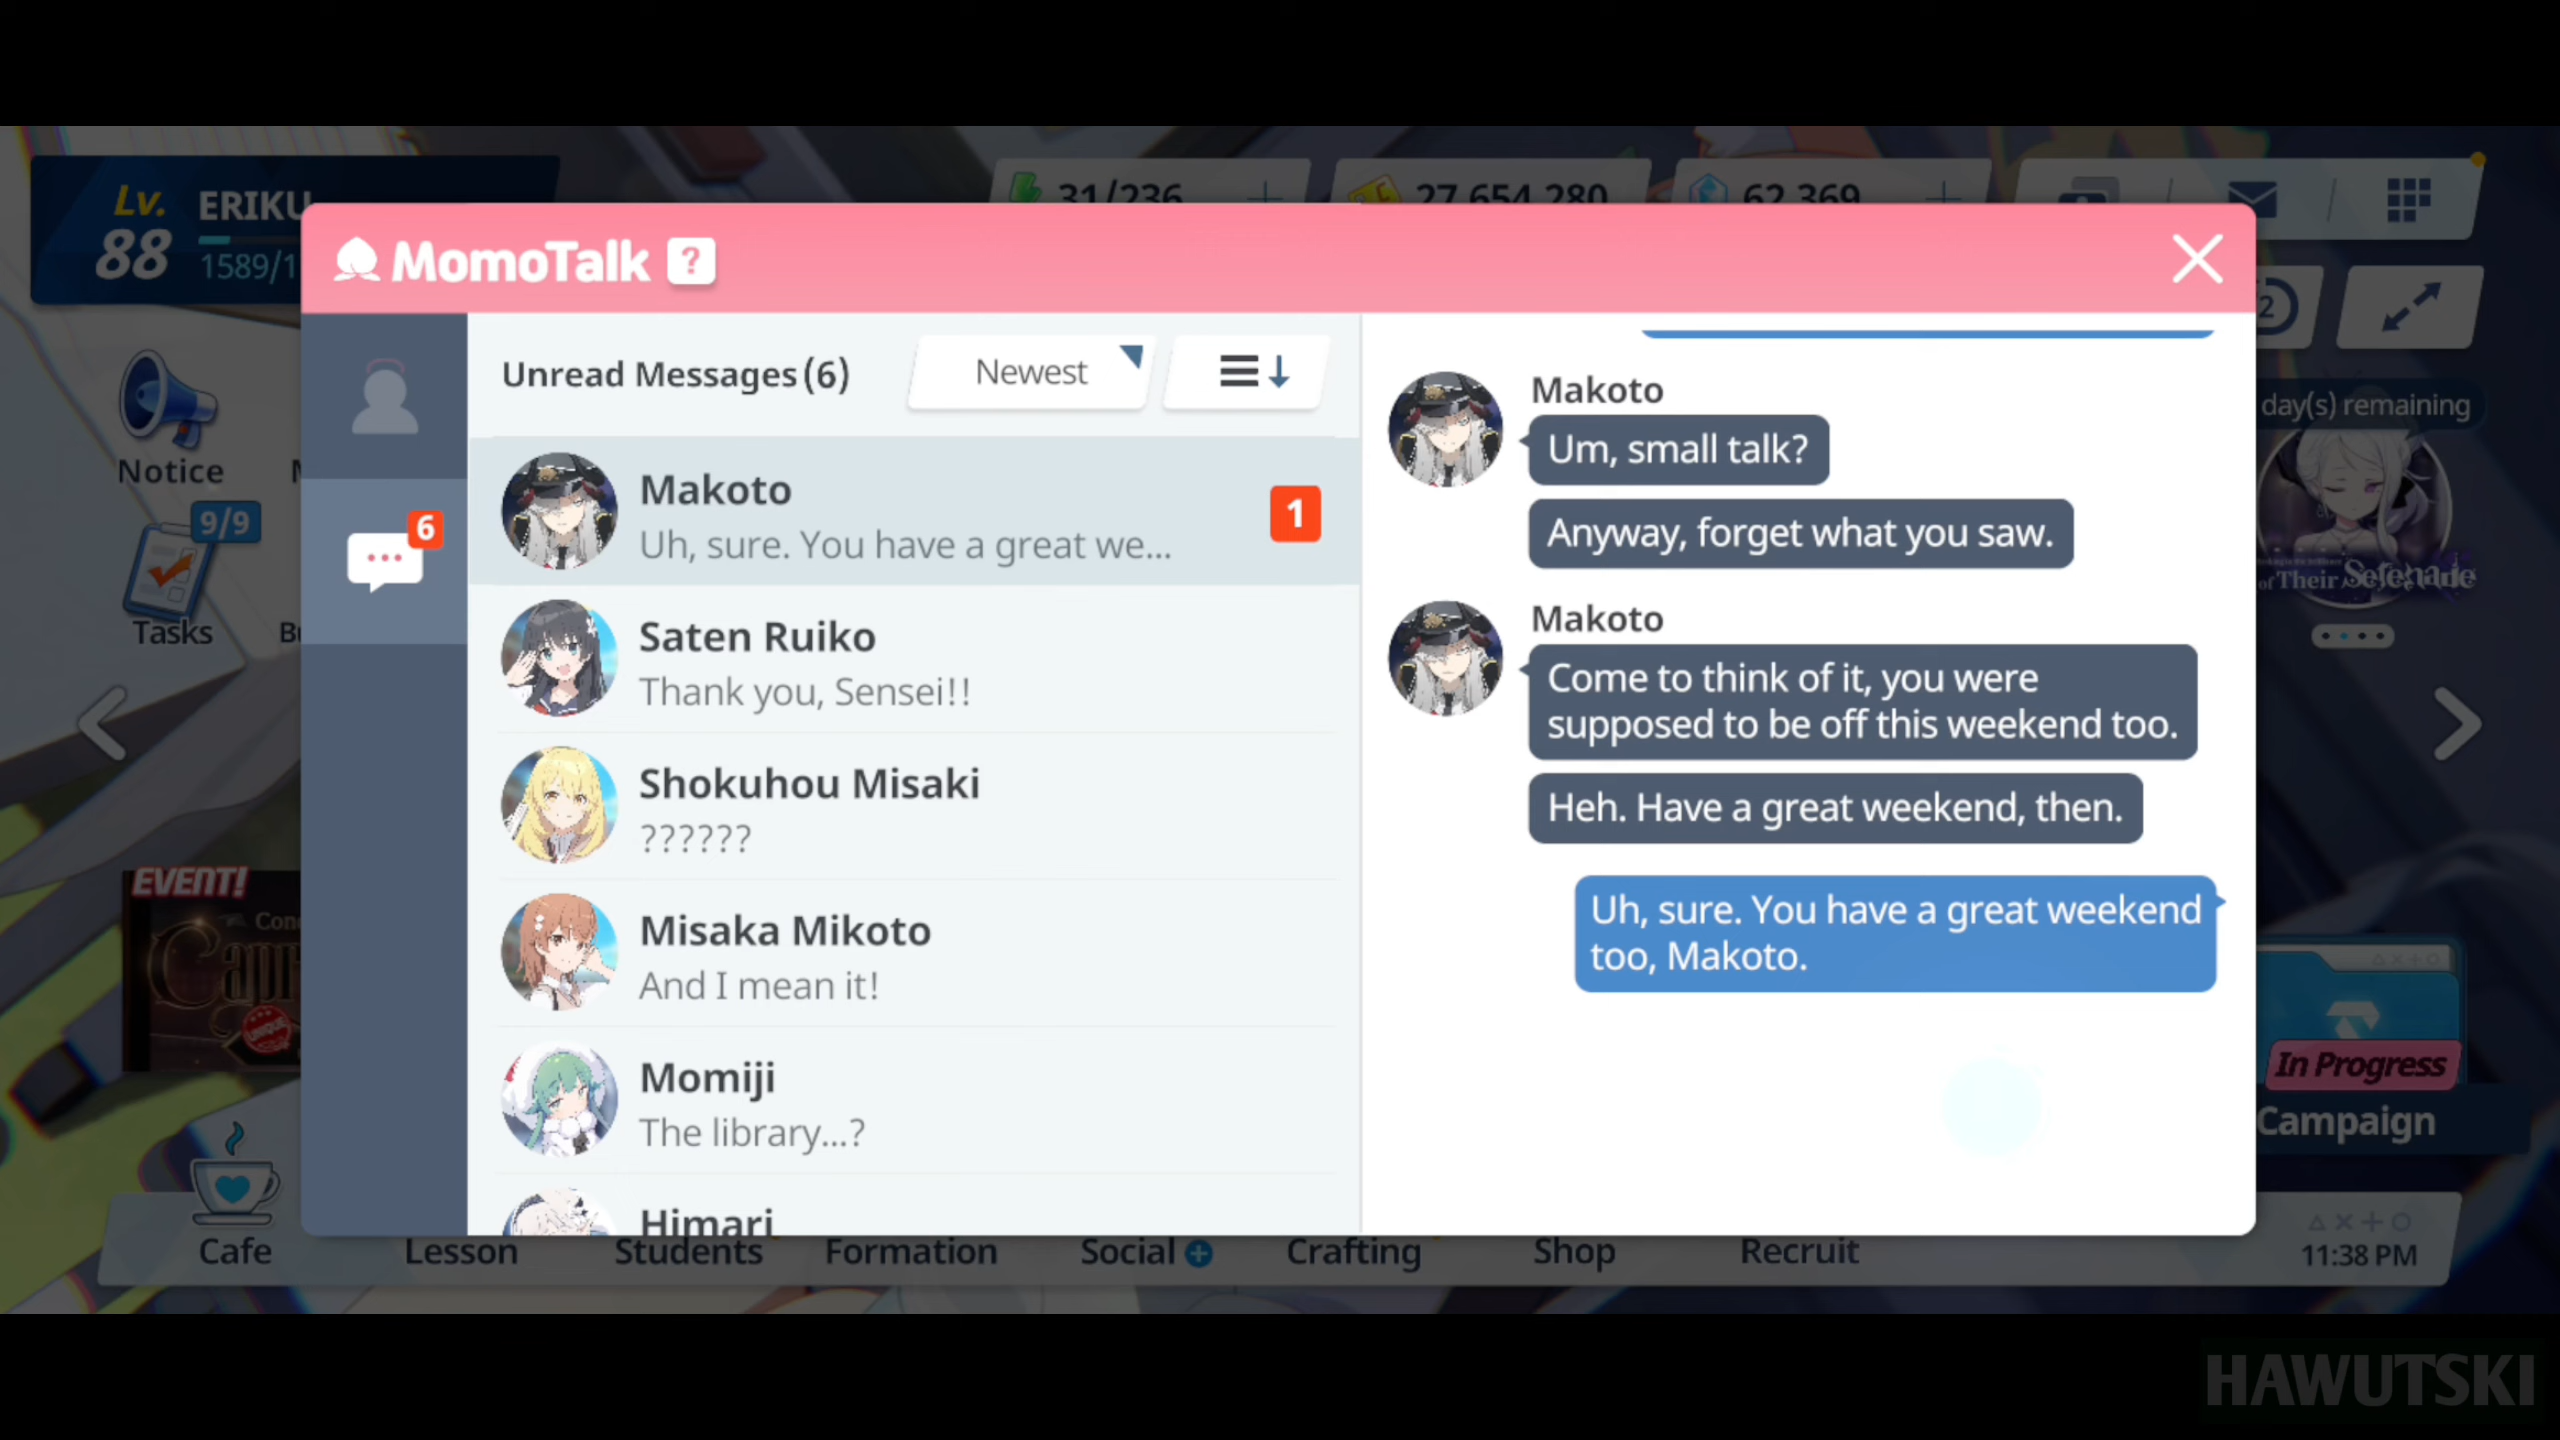 Lv.
88
ERIKU
1589/1
31/236
27,654,280
62,369
MomoTalk ?
Unread Messages (6)
Newest
Makoto
Uh, sure. You have a great we...
1
Saten Ruiko
Thank you, Sensei!!
Shokuhou Misaki
??????
Misaka Mikoto
And I mean it!
Momiji
The library...?
Himari
6
Makoto
Um, small talk?
Anyway, forget what you saw.
Makoto
Come to think of it, you were
supposed to be off this weekend too.
Heh. Have a great weekend, then.
Uh, sure. You have a great weekend
too, Makoto.
Notice
9/9
Tasks
EVENT!
UNIQUE
2
day(s) remaining
of Their Serenade
In Progress
Campaign
Cafe
Lesson
Students
Formation
Social
Crafting
Shop
Recruit
11:38 PM
HAWUTSKI